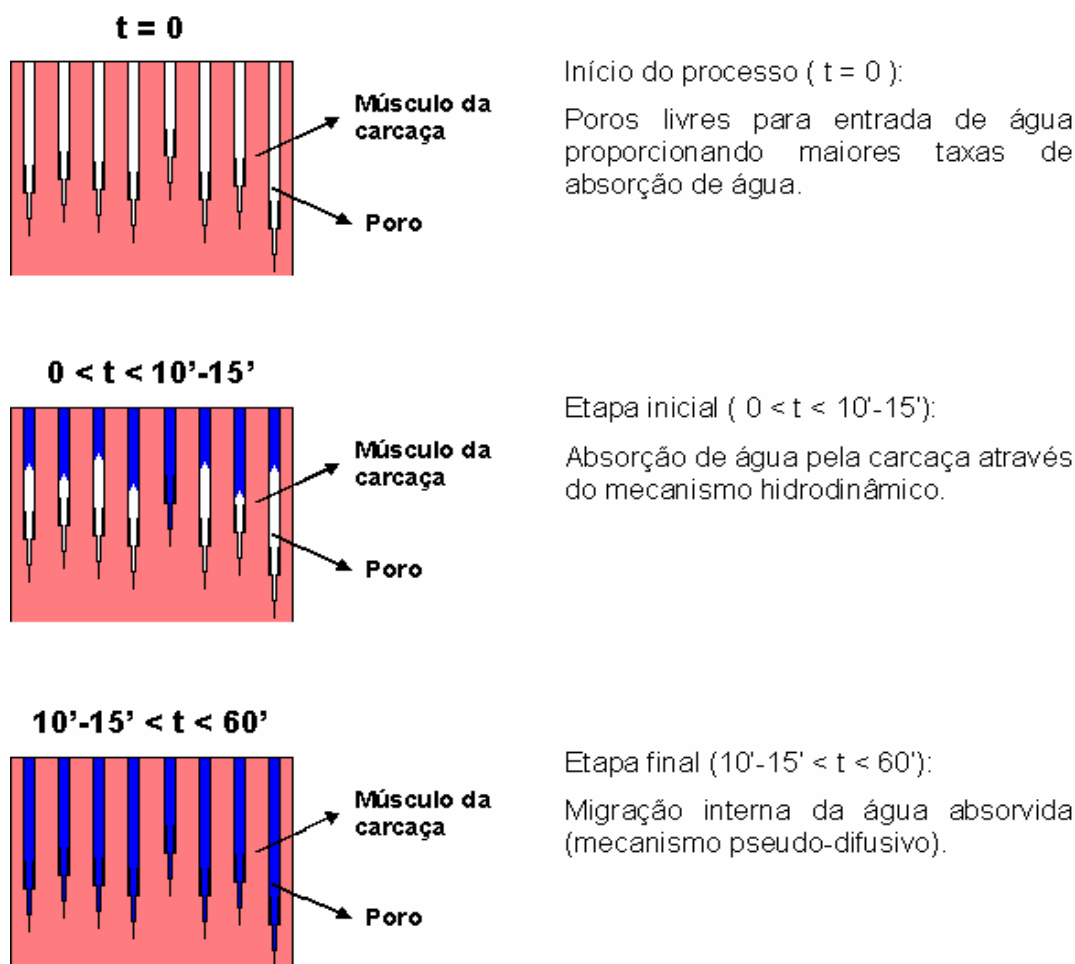 t = 0
Músculo da
carcaça
Poro
Início do processo ( t = 0 ):
Poros livres para entrada de água
proporcionando maiores taxas de
absorção de água.
0 < t < 10’-15’
Músculo da
carcaça
Poro
Etapa inicial ( 0 < t < 10'-15'):
Absorção de água pela carcaça através
do mecanismo hidrodinâmico.
10’-15’ < t < 60’
Músculo da
carcaça
Poro
Etapa final (10'-15' < t < 60'):
Migração interna da água absorvida
(mecanismo pseudo-difusivo).